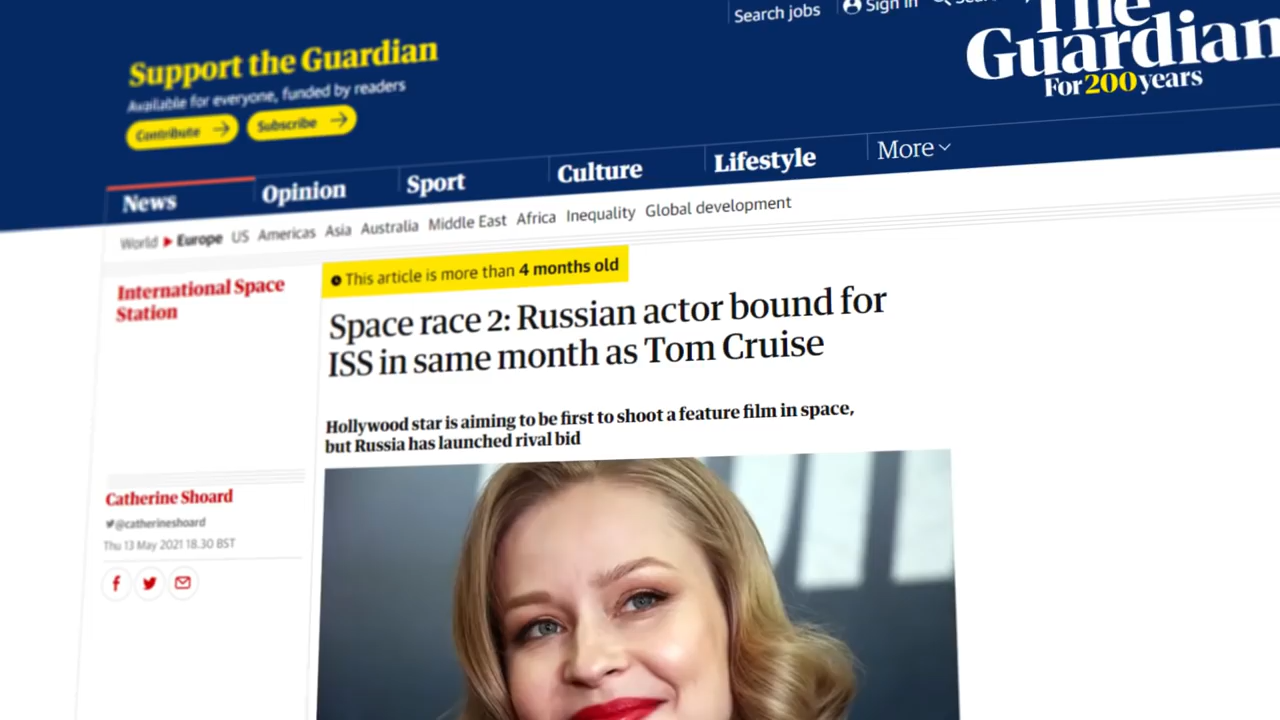 Search jobs
Sign in
The
Guardian
For 200 years
Support the Guardian
Available for everyone, funded by readers
Contribute
Subscribe
News
Opinion
Sport
Culture
Lifestyle
More
World Europe US Americas Asia Australia Middle East Africa Inequality Global development
International Space
Station
This article is more than 4 months old
Space race 2: Russian actor bound for
ISS in same month as Tom Cruise
Hollywood star is aiming to be first to shoot a feature film in space,
but Russia has launched rival bid
Catherine Shoard
@catherineshoard
Thu 13 May 2021 18.30 BST